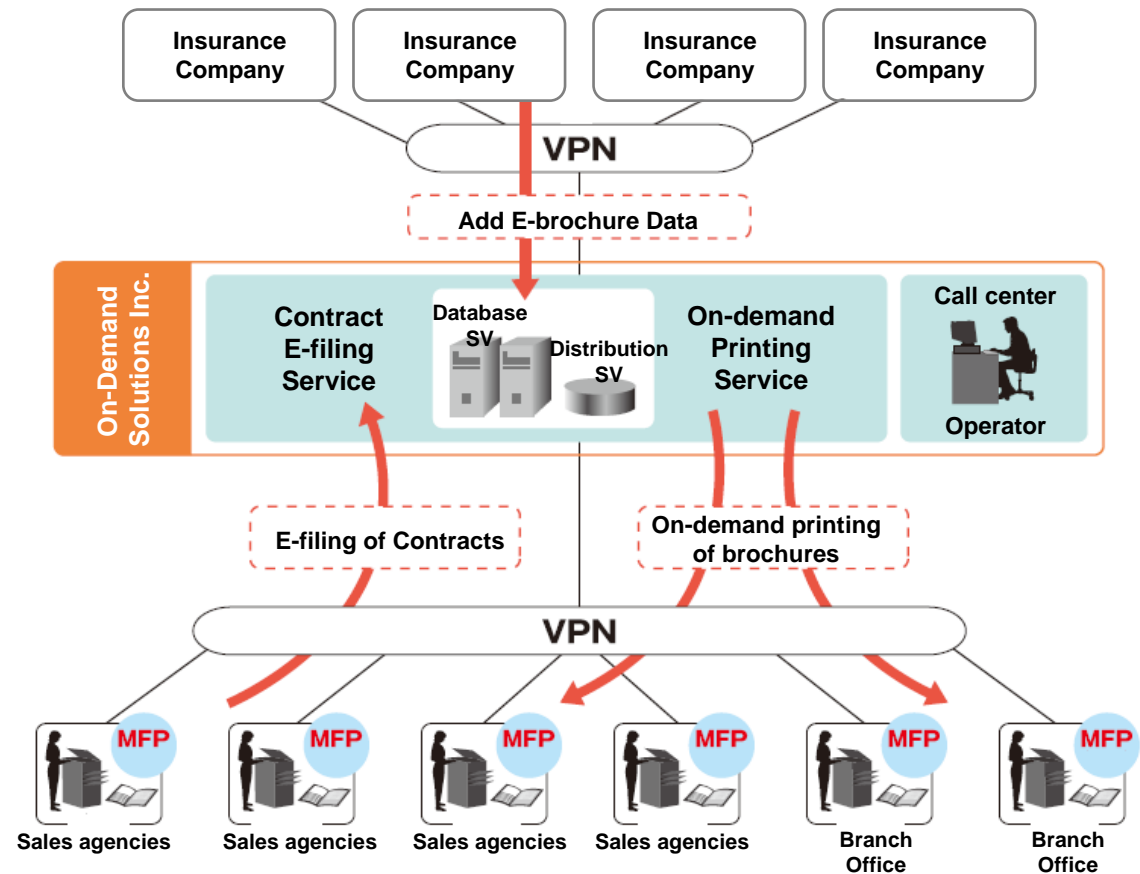 Insurance
Company
Insurance
Company
Insurance
Company
Insurance
Company
VPN
Add E-brochure Data
On-Demand
Solutions Inc.
Contract
E-filing
Service
Database
SV
Distribution
SV
On-demand
Printing
Service
Call center
Operator
E-filing of Contracts
On-demand printing
of brochures
VPN
MFP
MFP
MFP
MFP
MFP
MFP
Sales agencies
Sales agencies
Sales agencies
Sales agencies
Branch
Office
Branch
Office